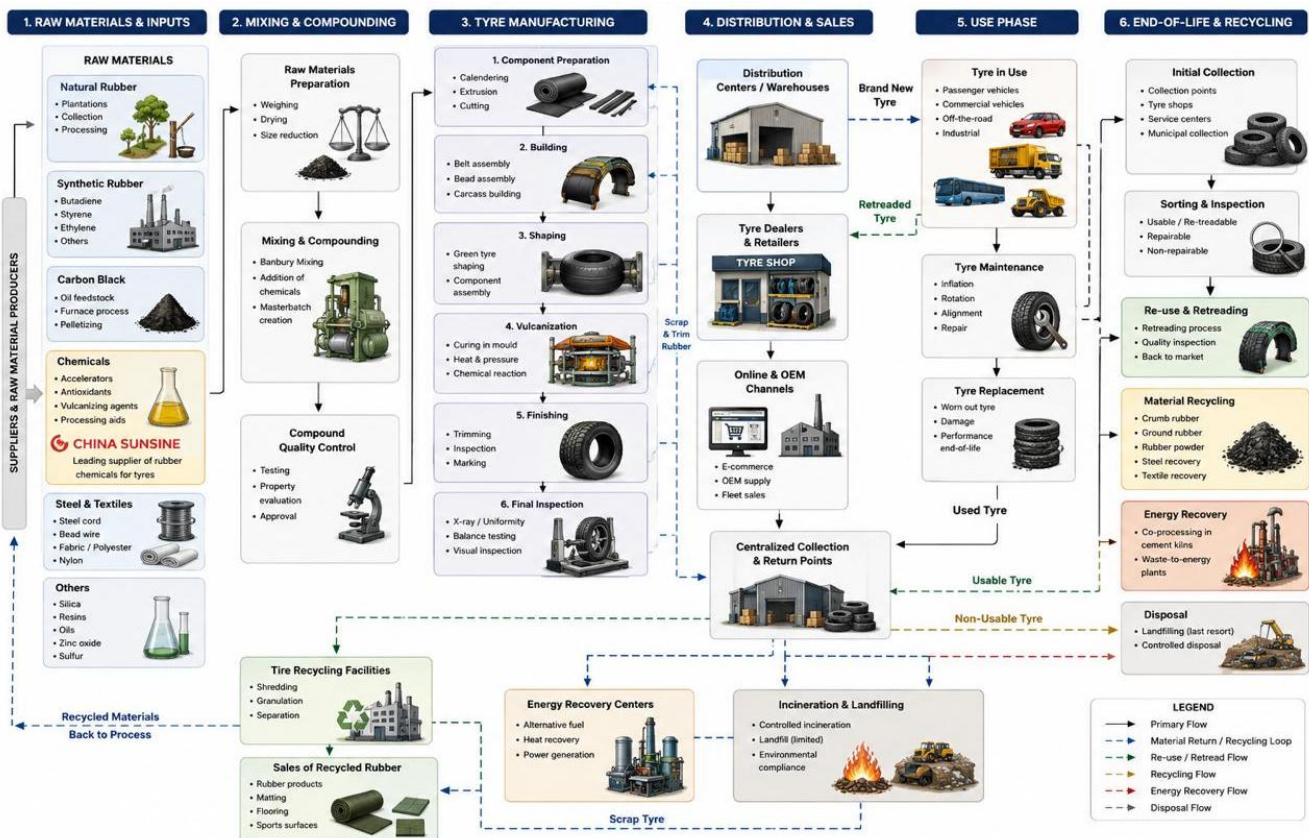 1. RAW MATERIALS & INPUTS
2. MIXING & COMPOUNDING
3. TYRE MANUFACTURING
4. DISTRIBUTION & SALES
5. USE PHASE
6. END-OF-LIFE & RECYCLING
SUPPLIERS & RAW MATERIAL PRODUCERS
RAW MATERIALS
Natural Rubber
• Plantations
• Collection
• Processing
Synthetic Rubber
• Butadiene
• Styrene
• Ethylene
• Others
Carbon Black
• Oil feedstock
• Furnace process
• Pelletizing
Chemicals
• Accelerators
• Antioxidants
• Vulcanizing agents
• Processing aids
CHINA SUNSINE
Leading supplier of rubber
chemicals for tyres
Steel & Textiles
• Steel cord
• Bead wire
• Fabric / Polyester
• Nylon
Others
• Silica
• Resins
• Oils
• Zinc oxide
• Sulfur
Recycled Materials
Back to Process
Raw Materials
Preparation
• Weighing
• Drying
• Size reduction
Mixing & Compounding
• Banbury Mixing
• Addition of
chemicals
• Masterbatch
creation
Compound
Quality Control
• Testing
• Property
evaluation
• Approval
1. Component Preparation
• Calendering
• Extrusion
• Cutting
2. Building
• Belt assembly
• Bead assembly
• Carcass building
3. Shaping
• Green tyre
shaping
• Component
assembly
4. Vulcanization
• Curing in mould
• Heat & pressure
• Chemical reaction
5. Finishing
• Trimming
• Inspection
• Marking
6. Final Inspection
• X-ray / Uniformity
• Balance testing
• Visual inspection
Scrap
& Trim
Rubber
Distribution
Centers / Warehouses
Brand New
Tyre
Retreaded
Tyre
Tyre Dealers
& Retailers
TYRE SHOP
Online & OEM
Channels
• E-commerce
• OEM supply
• Fleet sales
Centralized Collection
& Return Points
Tyre in Use
• Passenger vehicles
• Commercial vehicles
• Off-the-road
• Industrial
Tyre Maintenance
• Inflation
• Rotation
• Alignment
• Repair
Tyre Replacement
• Worn out tyre
• Damage
• Performance
end-of-life
Used Tyre
Usable Tyre
Non-Usable Tyre
Initial Collection
• Collection points
• Tyre shops
• Service centers
• Municipal collection
Sorting & Inspection
• Usable / Re-treadable
• Repairable
• Non-repairable
Re-use & Retreading
• Retreading process
• Quality inspection
• Back to market
Material Recycling
• Crumb rubber
• Ground rubber
• Rubber powder
• Steel recovery
• Textile recovery
Energy Recovery
• Co-processing in
cement kilns
• Waste-to-energy
plants
Disposal
• Landfilling (last resort)
• Controlled disposal
Tire Recycling Facilities
• Shredding
• Granulation
• Separation
Sales of Recycled Rubber
• Rubber products
• Matting
• Flooring
• Sports surfaces
Energy Recovery Centers
• Alternative fuel
• Heat recovery
• Power generation
Incineration & Landfilling
• Controlled incineration
• Landfill (limited)
• Environmental
compliance
Scrap Tyre
LEGEND
Primary Flow
Material Return / Recycling Loop
Re-use / Retread Flow
Recycling Flow
Energy Recovery Flow
Disposal Flow